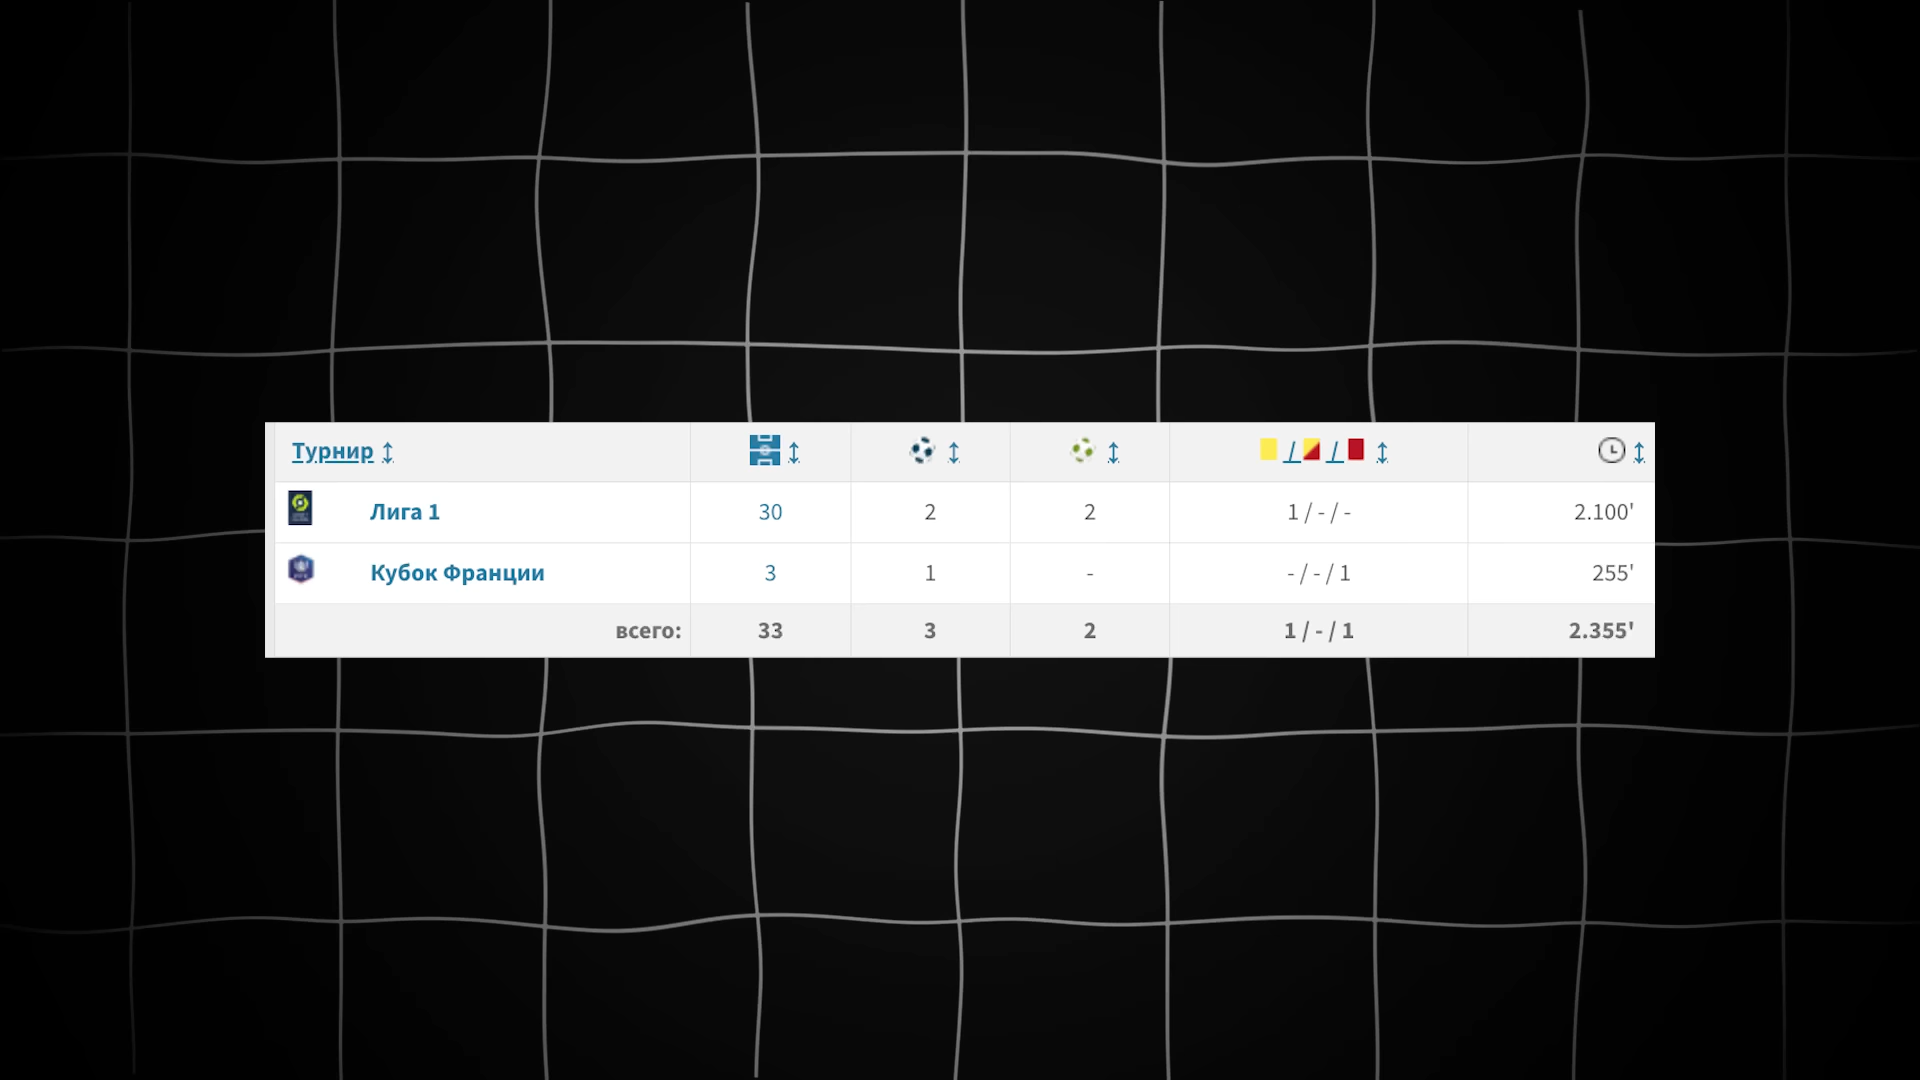 Турнир
Лига 1 30 2 2 1 / - / - 2.100'
Кубок Франции 3 1 - - / - / 1 255'
всего: 33 3 2 1 / - / 1 2.355'